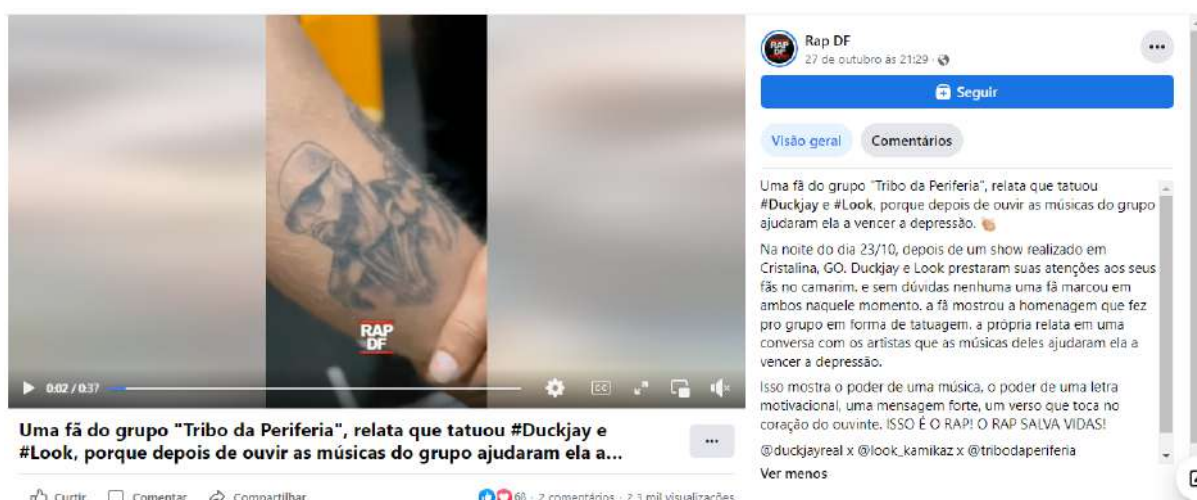 RAP
DF
0:02 / 0:37
CC
Uma fã do grupo "Tribo da Periferia", relata que tatuou #Duckjay e
#Look, porque depois de ouvir as músicas do grupo ajudaram ela a...
Curtir
Comentar
Compartilhar
68 · 2 comentários · 2,3 mil visualizações
RAP
DF
Rap DF
27 de outubro às 21:29
Seguir
Visão geral
Comentários
Uma fã do grupo "Tribo da Periferia", relata que tatuou
#Duckjay e #Look, porque depois de ouvir as músicas do grupo
ajudaram ela a vencer a depressão.
Na noite do dia 23/10, depois de um show realizado em
Cristalina, GO. Duckjay e Look prestaram suas atenções aos seus
fãs no camarim. e sem dúvidas nenhuma uma fã marcou em
ambos naquele momento. a fã mostrou a homenagem que fez
pro grupo em forma de tatuagem. a própria relata em uma
conversa com os artistas que as músicas deles ajudaram ela a
vencer a depressão.
Isso mostra o poder de uma música, o poder de uma letra
motivacional, uma mensagem forte, um verso que toca no
coração do ouvinte. ISSO É O RAP! O RAP SALVA VIDAS!
@duckjayreal x @look_kamikaz x @tribodaperiferia
Ver menos